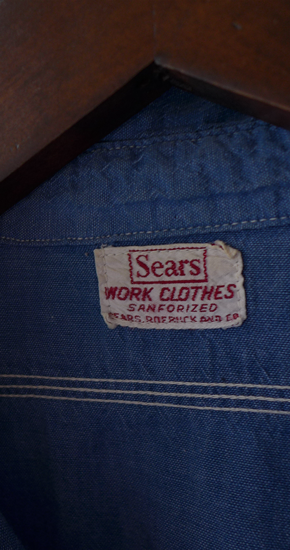 Sears
WORK CLOTHES
SANFORIZED
SEARS, ROEBUCK AND CO.